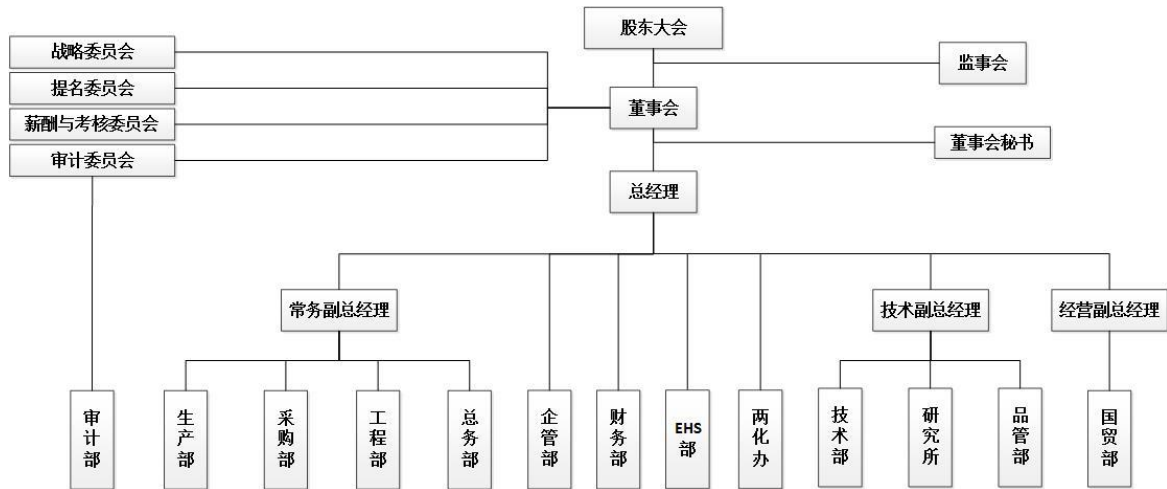 股东大会
战略委员会
监事会
提名委员会
董事会
薪酬与考核委员会
董事会秘书
审计委员会
总经理
常务副总经理
技术副总经理
经营副总经理
审计部
生产部
采购部
工程部
总务部
企管部
财务部
EHS
部
两化办
技术部
研究所
品管部
国贸部